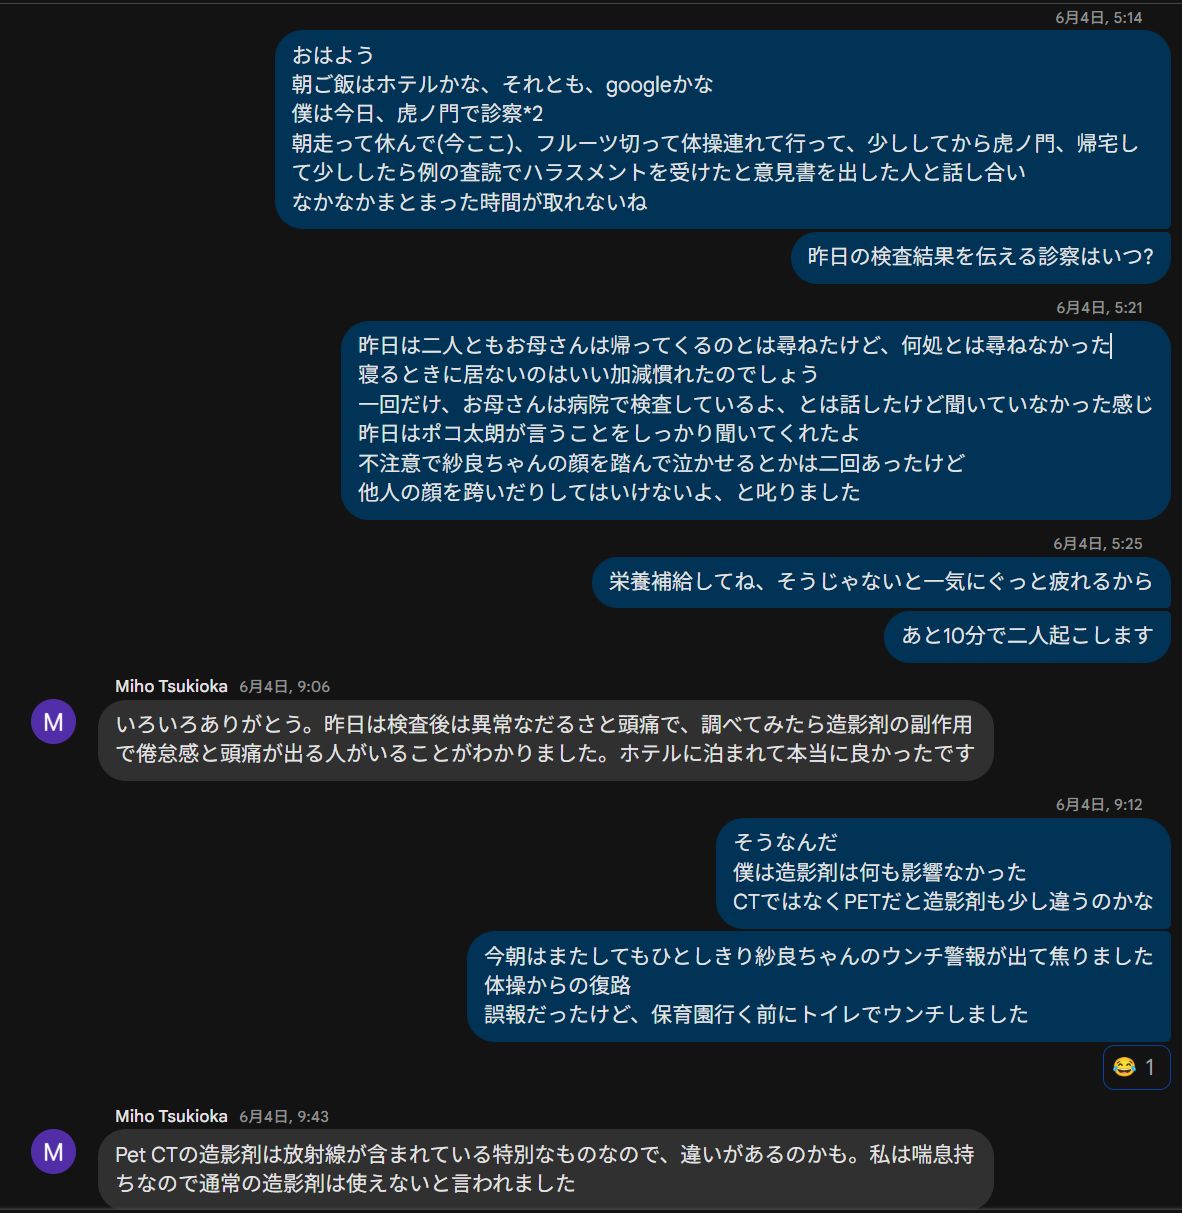 6月4日, 5:14
おはよう
朝ご飯はホテルかな、それとも、googleかな
僕は今日、虎ノ門で診察*2
朝走って休んで(今ここ)、フルーツ切って体操連れて行って、少ししてから虎ノ門、帰宅し
て少ししたら例の査読でハラスメントを受けたと意見書を出した人と話し合い
なかなかまとまった時間が取れないね
昨日の検査結果を伝える診察はいつ?
6月4日, 5:21
昨日は二人ともお母さんは帰ってくるのとは尋ねたけど、何処とは尋ねなかった
寝るときに居ないのはいい加減慣れたのでしょう
一回だけ、お母さんは病院で検査しているよ、とは話したけど聞いていなかった感じ
昨日はポコ太朗が言うことをしっかり聞いてくれたよ
不注意で紗良ちゃんの顔を踏んで泣かせるとかは二回あったけど
他人の顔を跨いだりしてはいけないよ、と叱りました
6月4日, 5:25
栄養補給してね、そうじゃないと一気にぐっと疲れるから
あと10分で二人起こします
Miho Tsukioka 6月4日, 9:06
M
いろいろありがとう。昨日は検査後は異常なだるさと頭痛で、調べてみたら造影剤の副作用
で倦怠感と頭痛が出る人がいることがわかりました。ホテルに泊まれて本当に良かったです
6月4日, 9:12
そうなんだ
僕は造影剤は何も影響なかった
CTではなくPETだと造影剤も少し違うのかな
今朝はまたしてもひとしきり紗良ちゃんのウンチ警報が出て焦りました
体操からの復路
誤報だったけど、保育園行く前にトイレでウンチしました
😂 1
Miho Tsukioka 6月4日, 9:43
M
Pet CTの造影剤は放射線が含まれている特別なものなので、違いがあるのかも。私は喘息持
ちなので通常の造影剤は使えないと言われました